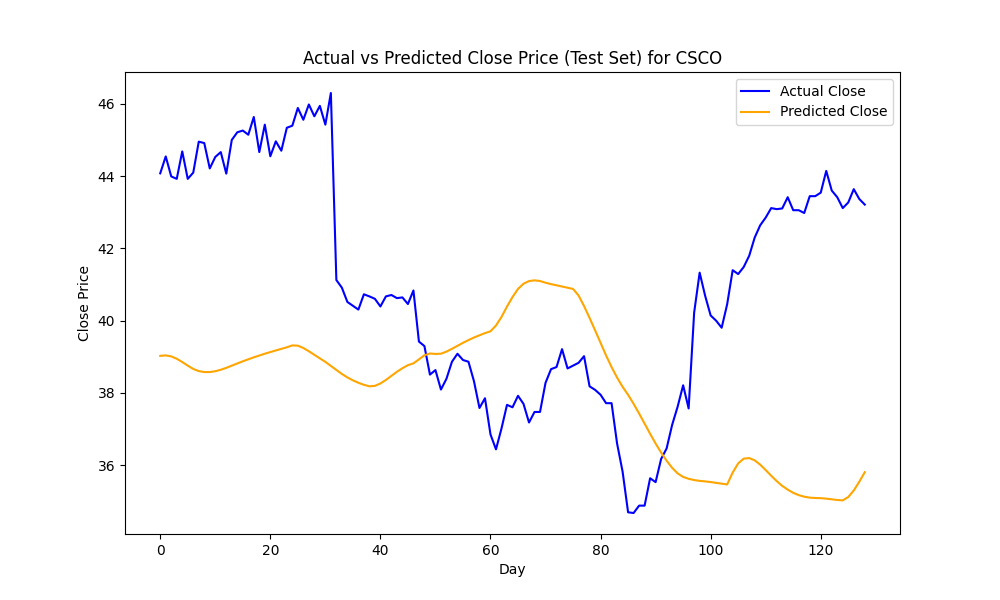 Actual vs Predicted Close Price (Test Set) for CSCO
Actual Close
Predicted Close
46
44
42
40
38
36
Close Price
0 20 40 60 80 100 120
Day